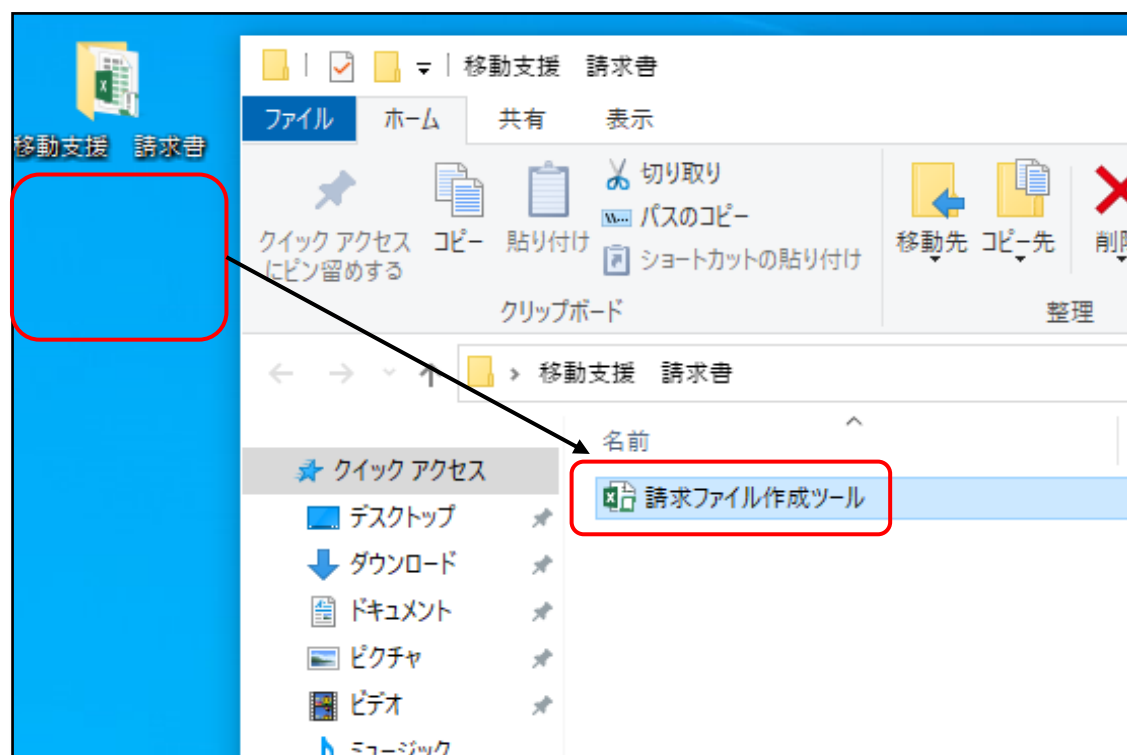 移動支援　請求書
移動支援　請求書
ファイル　ホーム　共有　表示
クイック アクセス
にピン留めする
コピー
貼り付け
切り取り
パスのコピー
ショートカットの貼り付け
クリップボード
移動先
コピー先
整理
移動支援　請求書
名前
クイック アクセス
請求ファイル作成ツール
デスクトップ
ダウンロード
ドキュメント
ピクチャ
ビデオ
ミュージック